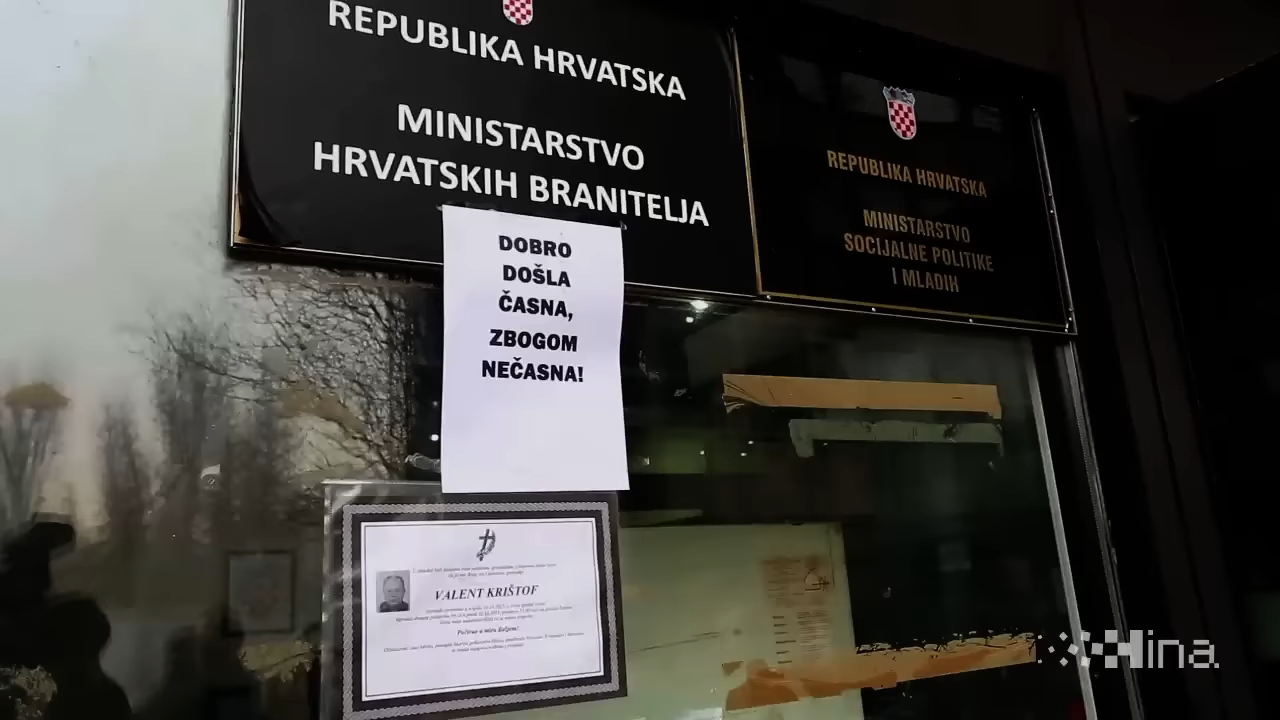 REPUBLIKA HRVATSKA
MINISTARSTVO
HRVATSKIH BRANITELJA
REPUBLIKA HRVATSKA
MINISTARSTVO
SOCIJALNE POLITIKE
I MLADIH
DOBRO
DOŠLA
ČASNA,
ZBOGOM
NEČASNA!
VALENT KRIŠTOF
Počivao u miru Božjem!
Hina